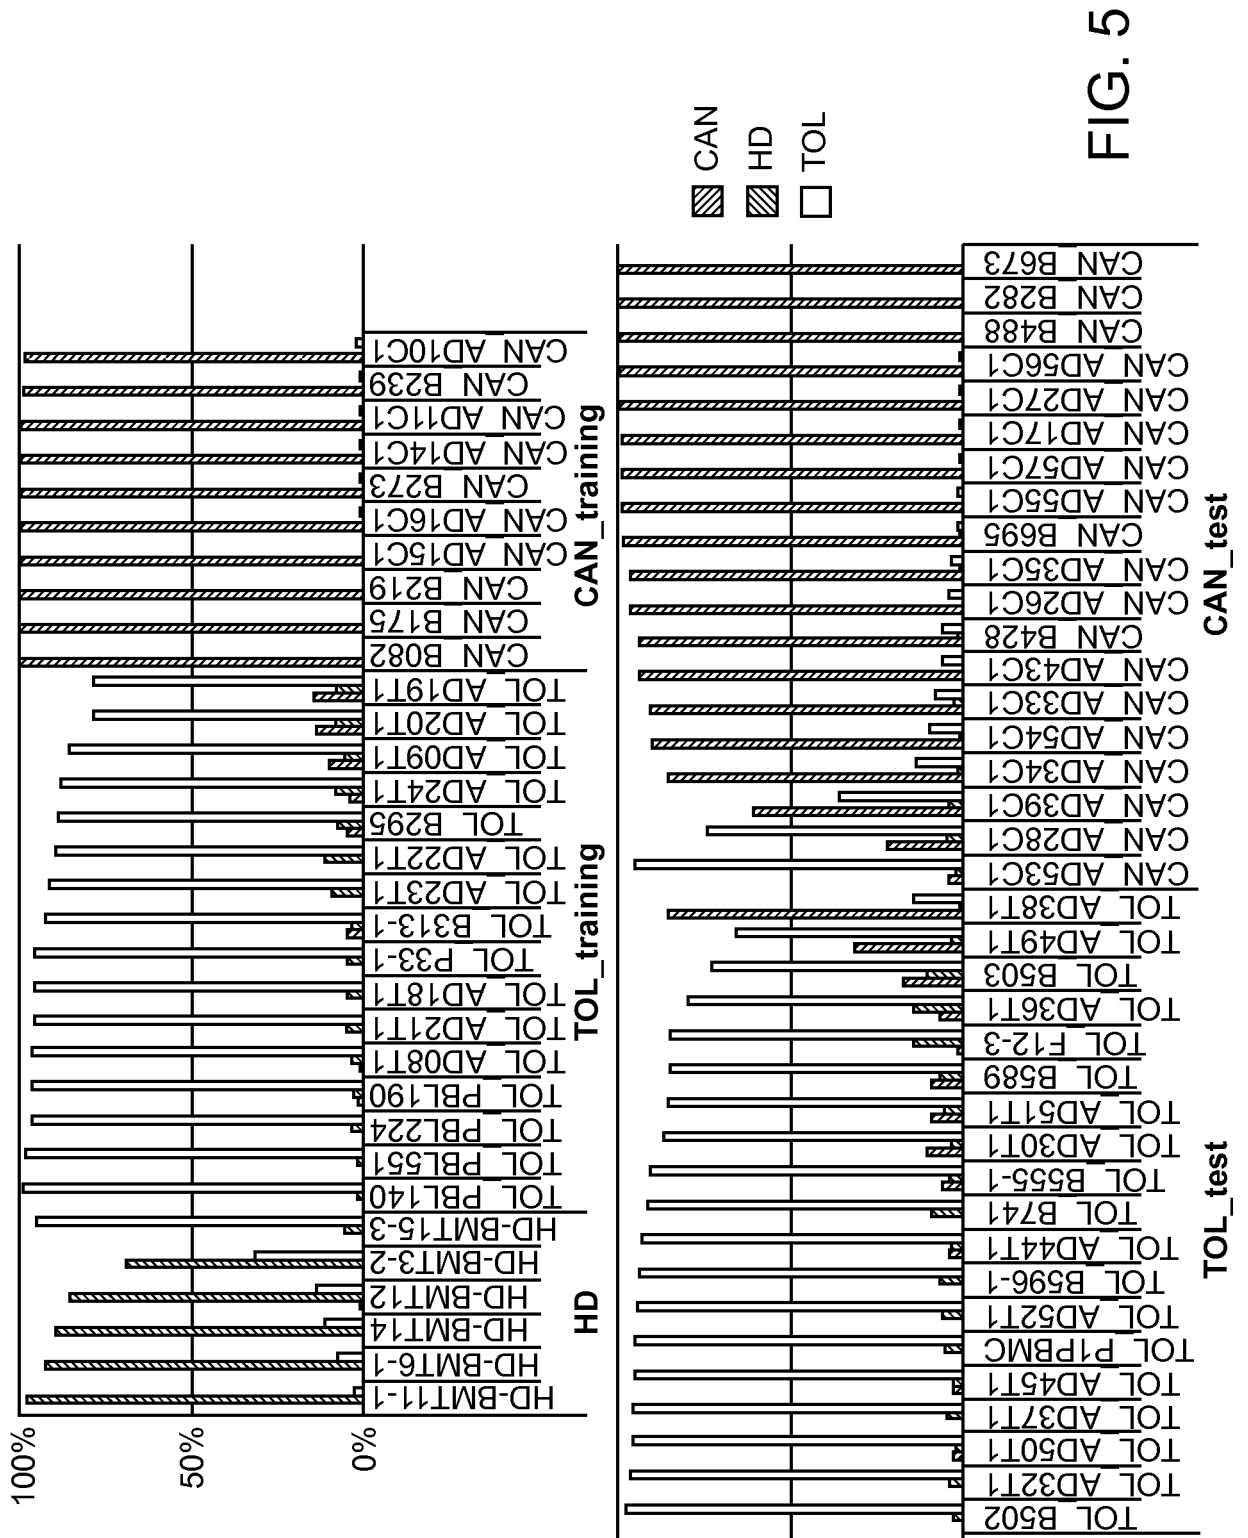 100%
50%
0%
HD-BMT11-1
HD-BMT6-1
HD-BMT14
HD-BMT12
HD-BMT3-2
HD-BMT15-3
TOL_PBL140
TOL_PBL551
TOL_PBL224
TOL_PBL190
TOL_AD08T1
TOL_AD21T1
TOL_AD18T1
TOL_P33-1
TOL_B313-1
TOL_AD23T1
TOL_AD22T1
TOL_B295
TOL_AD24T1
TOL_AD09T1
TOL_AD20T1
TOL_AD19T1
CAN_B082
CAN_B175
CAN_B219
CAN_AD15C1
CAN_AD16C1
CAN_B273
CAN_AD14C1
CAN_AD11C1
CAN_B239
CAN_AD10C1
HD
TOL_training
CAN_training
CAN
HD
TOL
TOL_B502
TOL_AD32T1
TOL_AD50T1
TOL_AD37T1
TOL_AD45T1
TOL_P1PBMC
TOL_AD52T1
TOL_B596-1
TOL_AD44T1
TOL_B741
TOL_B555-1
TOL_AD30T1
TOL_AD51T1
TOL_B589
TOL_F12-3
TOL_AD36T1
TOL_B503
TOL_AD49T1
TOL_AD38T1
CAN_AD53C1
CAN_AD28C1
CAN_AD39C1
CAN_AD34C1
CAN_AD54C1
CAN_AD33C1
CAN_AD43C1
CAN_B428
CAN_AD26C1
CAN_AD35C1
CAN_B695
CAN_AD55C1
CAN_AD57C1
CAN_AD17C1
CAN_AD27C1
CAN_AD56C1
CAN_B488
CAN_B282
CAN_B673
TOL_test
CAN_test
FIG. 5